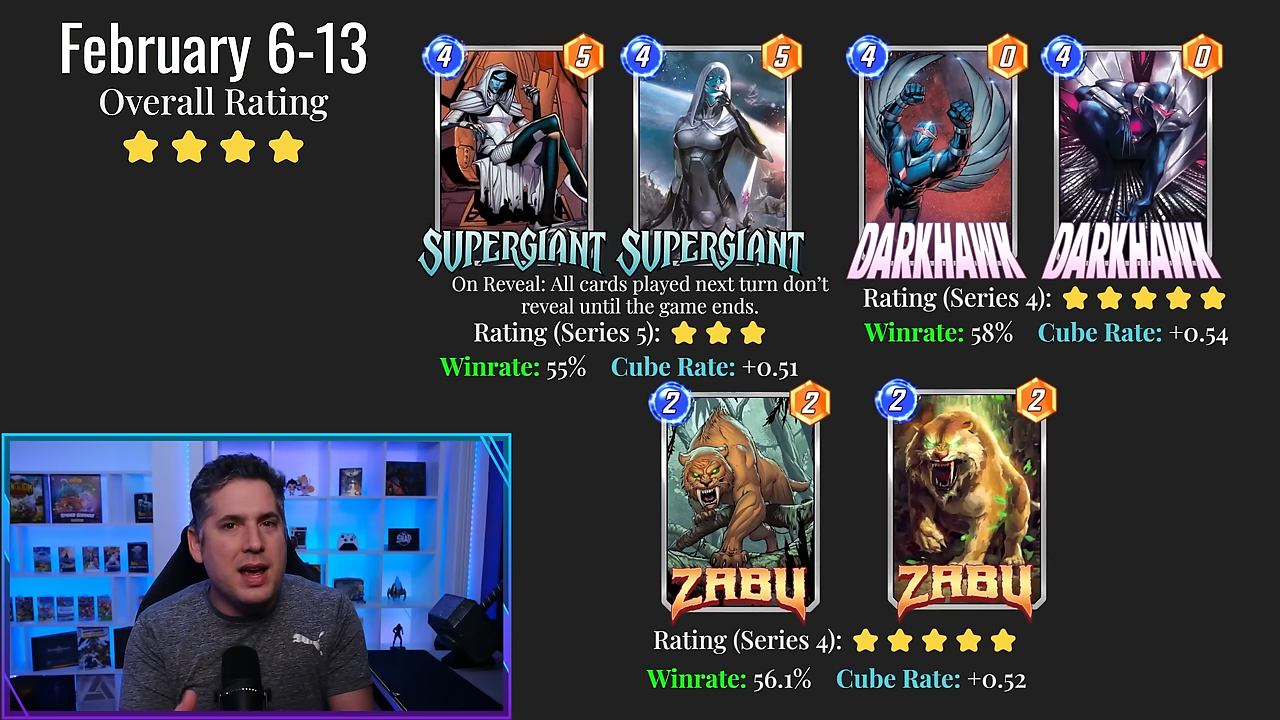 February 6-13
Overall Rating
4 5 4 5 4 0 4 0
SUPERGIANT SUPERGIANT DARKHAWK DARKHAWK
On Reveal: All cards played next turn don't
reveal until the game ends.
Rating (Series 5):
Winrate: 55% Cube Rate: +0.51
Rating (Series 4):
Winrate: 58% Cube Rate: +0.54
2 2 2 2
ZABU ZABU
Rating (Series 4):
Winrate: 56.1% Cube Rate: +0.52
SNAP
PUMA